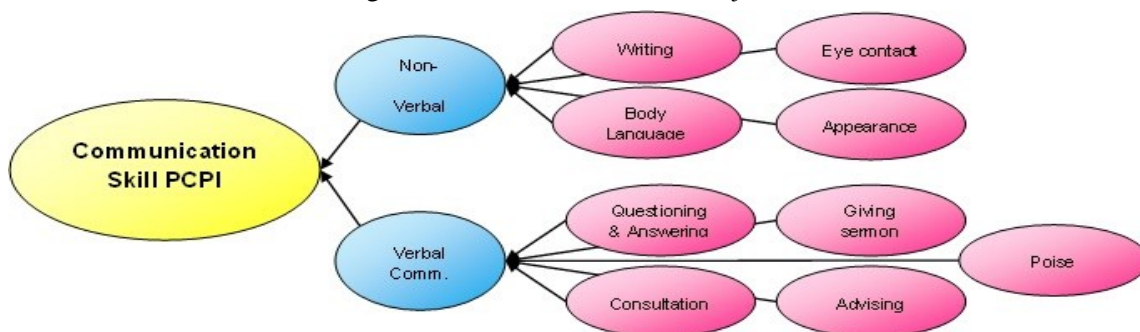 Communication
Skill PCPI
Non-
Verbal
Writing
Eye contact
Body
Language
Appearance
Verbal
Comm.
Questioning
& Answering
Giving
sermon
Poise
Consultation
Advising